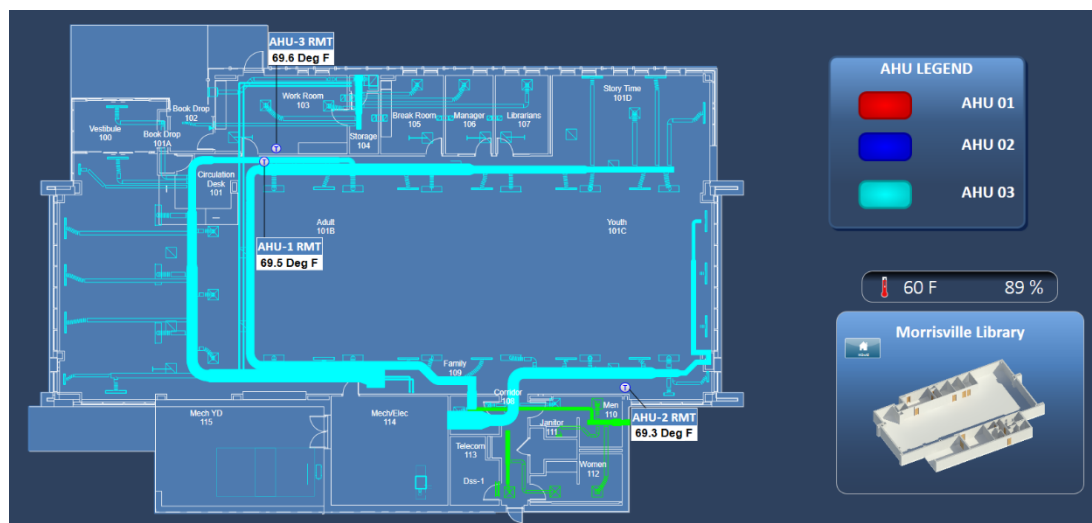 AHU-3 RMT
69.6 Deg F
Work Room
103
Book Drop
102
Vestibule
100
Book Drop
101A
Storage
104
Break Room
105
Manager
106
Librarians
107
Story Time
101D
Circulation
Desk
101
Adult
101B
Youth
101C
AHU-1 RMT
69.5 Deg F
Family
109
Corridor
108
Men
110
AHU-2 RMT
69.3 Deg F
Mech YD
115
Mech/Elec
114
Janitor
111
Telecom
113
Women
112
Dss-1
AHU LEGEND
AHU 01
AHU 02
AHU 03
60 F 89 %
Morrisville Library